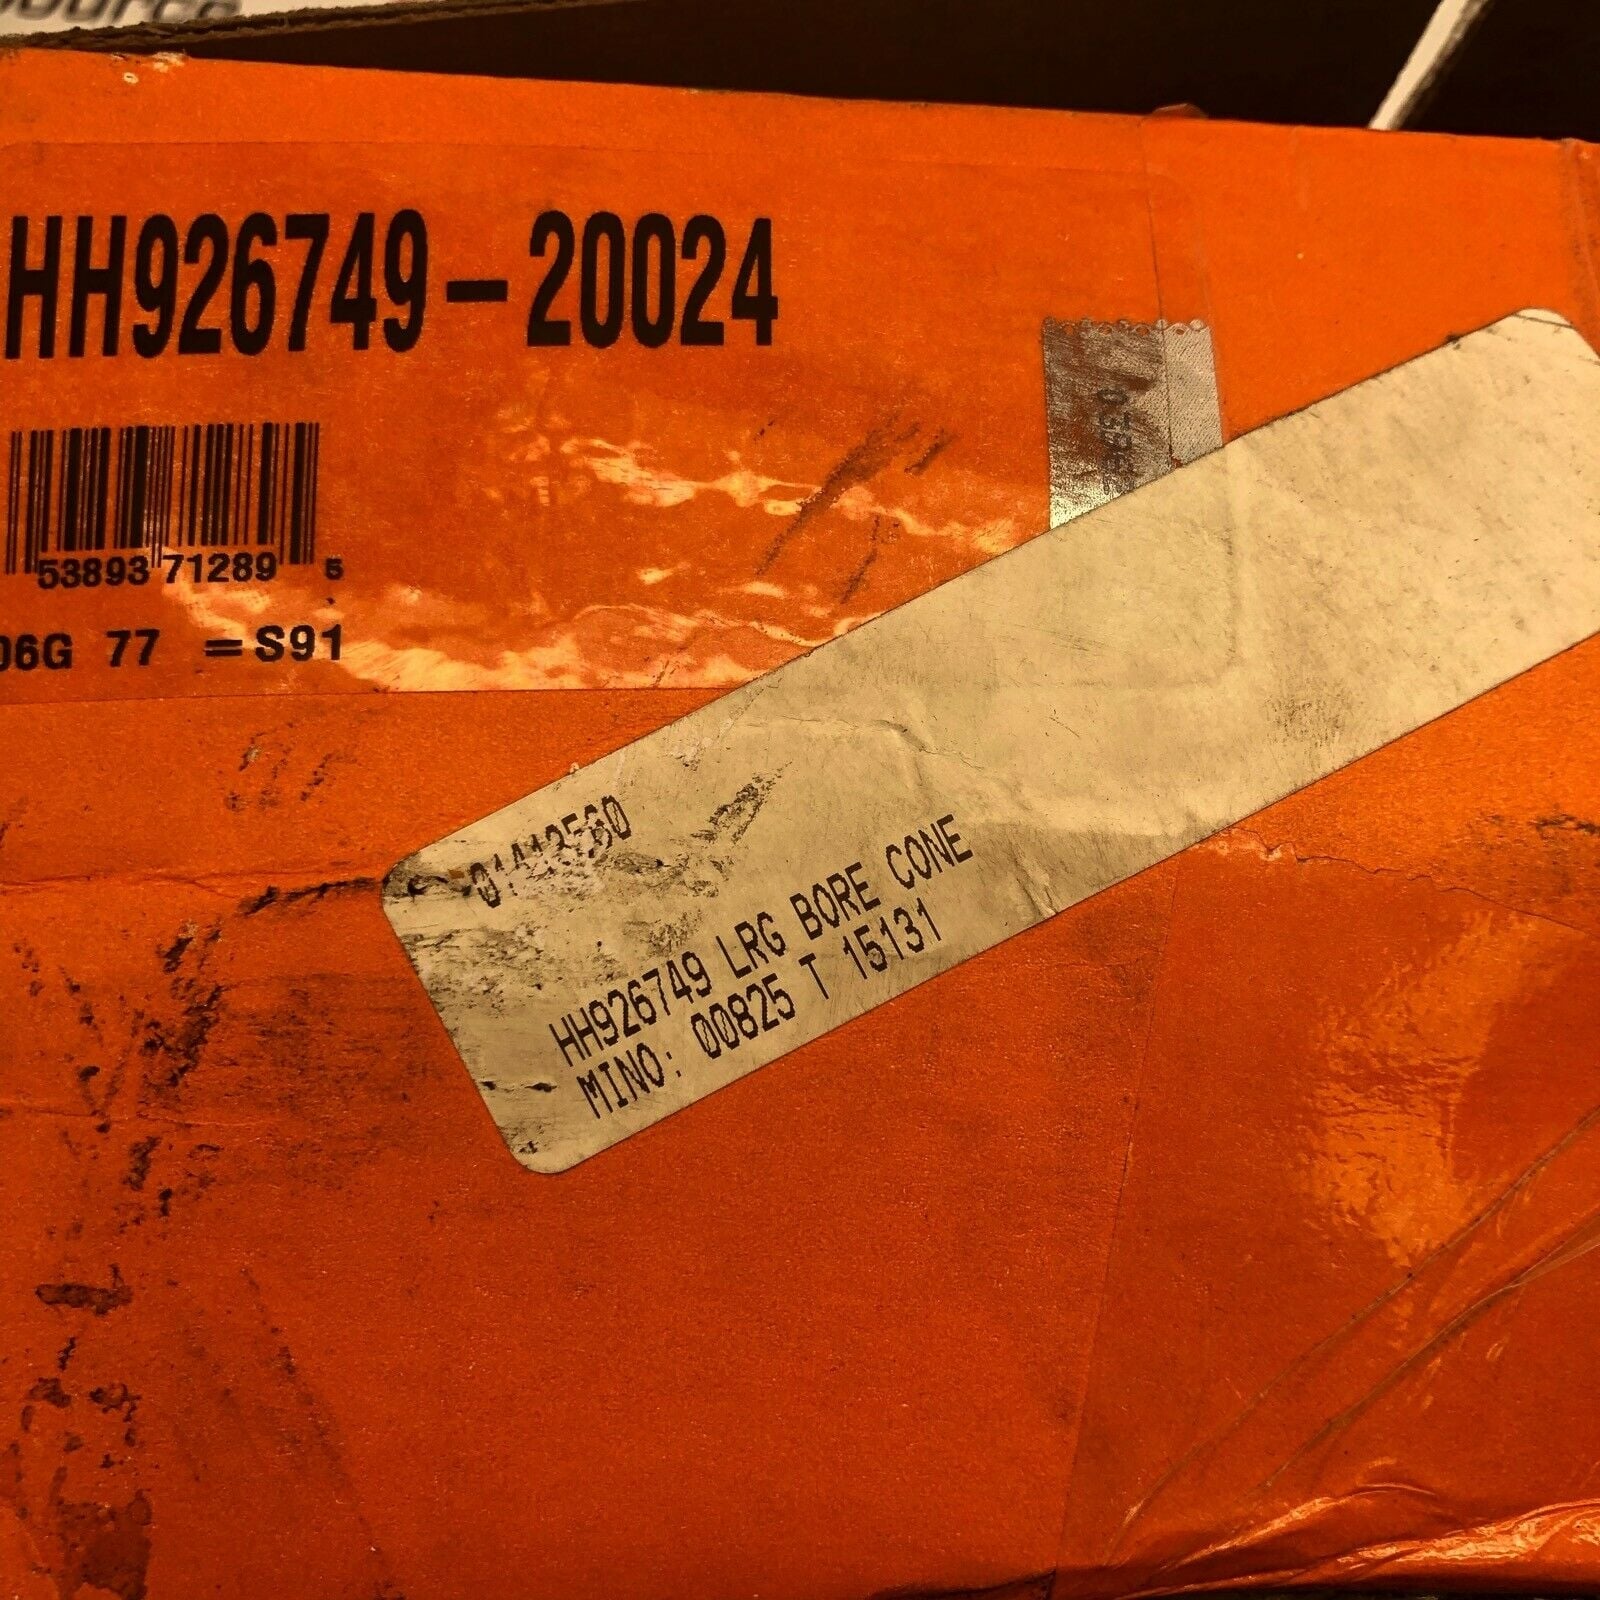 HH926749-20024
53893 71289 5
06G 77 =S91
HH926749 LRG BORE CONE
MINO: 00825 T 15131